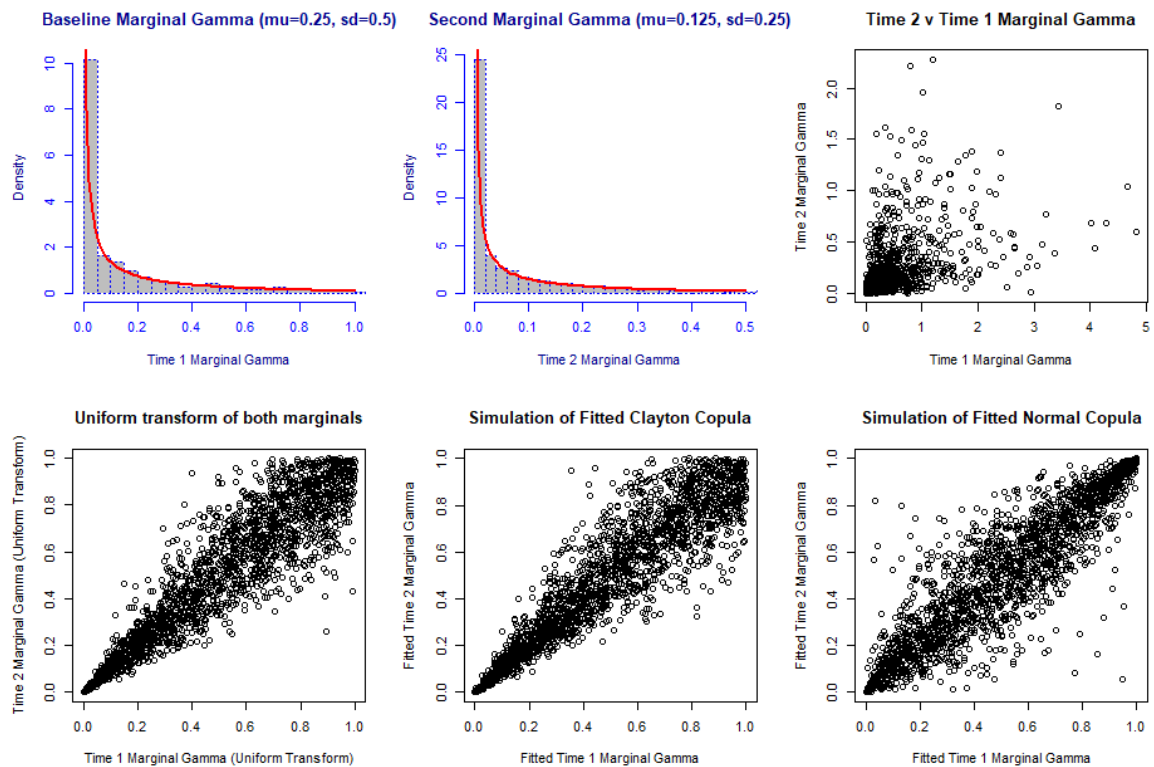 Baseline Marginal Gamma (mu=0.25, sd=0.5)
Density
0 2 4 6 8 10
0.0 0.2 0.4 0.6 0.8 1.0
Time 1 Marginal Gamma
Second Marginal Gamma (mu=0.125, sd=0.25)
Density
0 5 10 15 20 25
0.0 0.1 0.2 0.3 0.4 0.5
Time 2 Marginal Gamma
Time 2 v Time 1 Marginal Gamma
Time 2 Marginal Gamma
0.0 0.5 1.0 1.5 2.0
0 1 2 3 4 5
Time 1 Marginal Gamma
Uniform transform of both marginals
Time 2 Marginal Gamma (Uniform Transform)
0.0 0.2 0.4 0.6 0.8 1.0
0.0 0.2 0.4 0.6 0.8 1.0
Time 1 Marginal Gamma (Uniform Transform)
Simulation of Fitted Clayton Copula
Fitted Time 2 Marginal Gamma
0.0 0.2 0.4 0.6 0.8 1.0
0.0 0.2 0.4 0.6 0.8 1.0
Fitted Time 1 Marginal Gamma
Simulation of Fitted Normal Copula
Fitted Time 2 Marginal Gamma
0.0 0.2 0.4 0.6 0.8 1.0
0.0 0.2 0.4 0.6 0.8 1.0
Fitted Time 1 Marginal Gamma